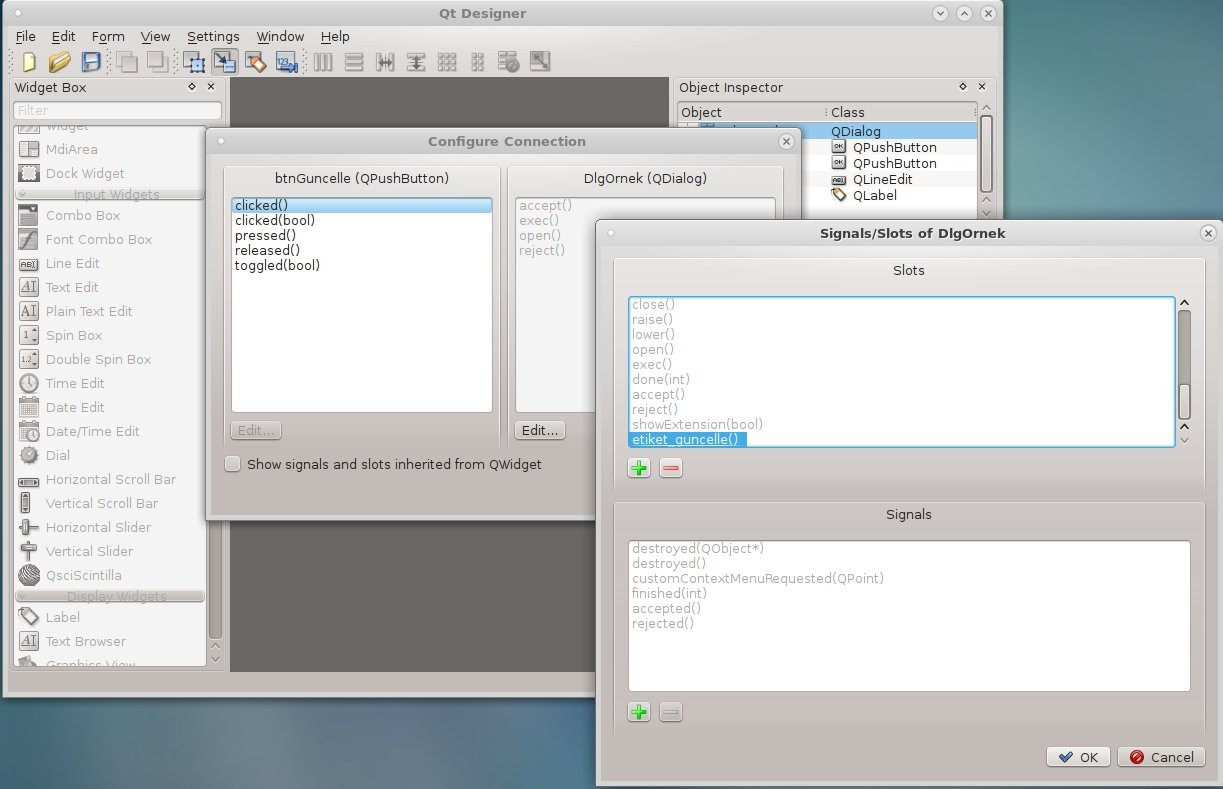 Qt Designer
File Edit Form View Settings Window Help
Widget Box
Filter
Widget
MdiArea
Dock Widget
Input Widgets
Combo Box
Font Combo Box
Line Edit
Text Edit
Plain Text Edit
Spin Box
Double Spin Box
Time Edit
Date Edit
Date/Time Edit
Dial
Horizontal Scroll Bar
Vertical Scroll Bar
Horizontal Slider
Vertical Slider
QsciScintilla
Display Widgets
Label
Text Browser
Graphics View
Object Inspector
Object Class
QDialog
QPushButton
QPushButton
QLineEdit
QLabel
Configure Connection
btnGuncelle (QPushButton)
clicked()
clicked(bool)
pressed()
released()
toggled(bool)
Edit...
DlgOrnek (QDialog)
accept()
exec()
open()
reject()
Edit...
Show signals and slots inherited from QWidget
Signals/Slots of DlgOrnek
Slots
close()
raise()
lower()
open()
exec()
done(int)
accept()
reject()
showExtension(bool)
etiket_guncelle()
Signals
destroyed(QObject*)
destroyed()
customContextMenuRequested(QPoint)
finished(int)
accepted()
rejected()
OK Cancel